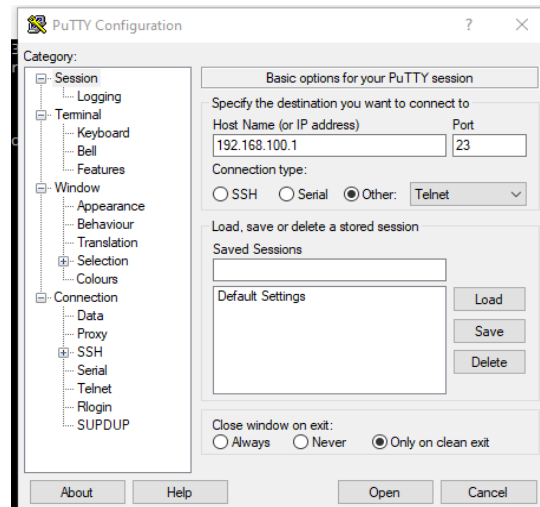 PuTTY Configuration
?
Category:
Session
Logging
Terminal
Keyboard
Bell
Features
Window
Appearance
Behaviour
Translation
Selection
Colours
Connection
Data
Proxy
SSH
Serial
Telnet
Rlogin
SUPDUP
Basic options for your PuTTY session
Specify the destination you want to connect to
Host Name (or IP address) Port
192.168.100.1 23
Connection type:
SSH Serial Other: Telnet
Load, save or delete a stored session
Saved Sessions
Default Settings
Load
Save
Delete
Close window on exit:
Always Never Only on clean exit
About Help Open Cancel